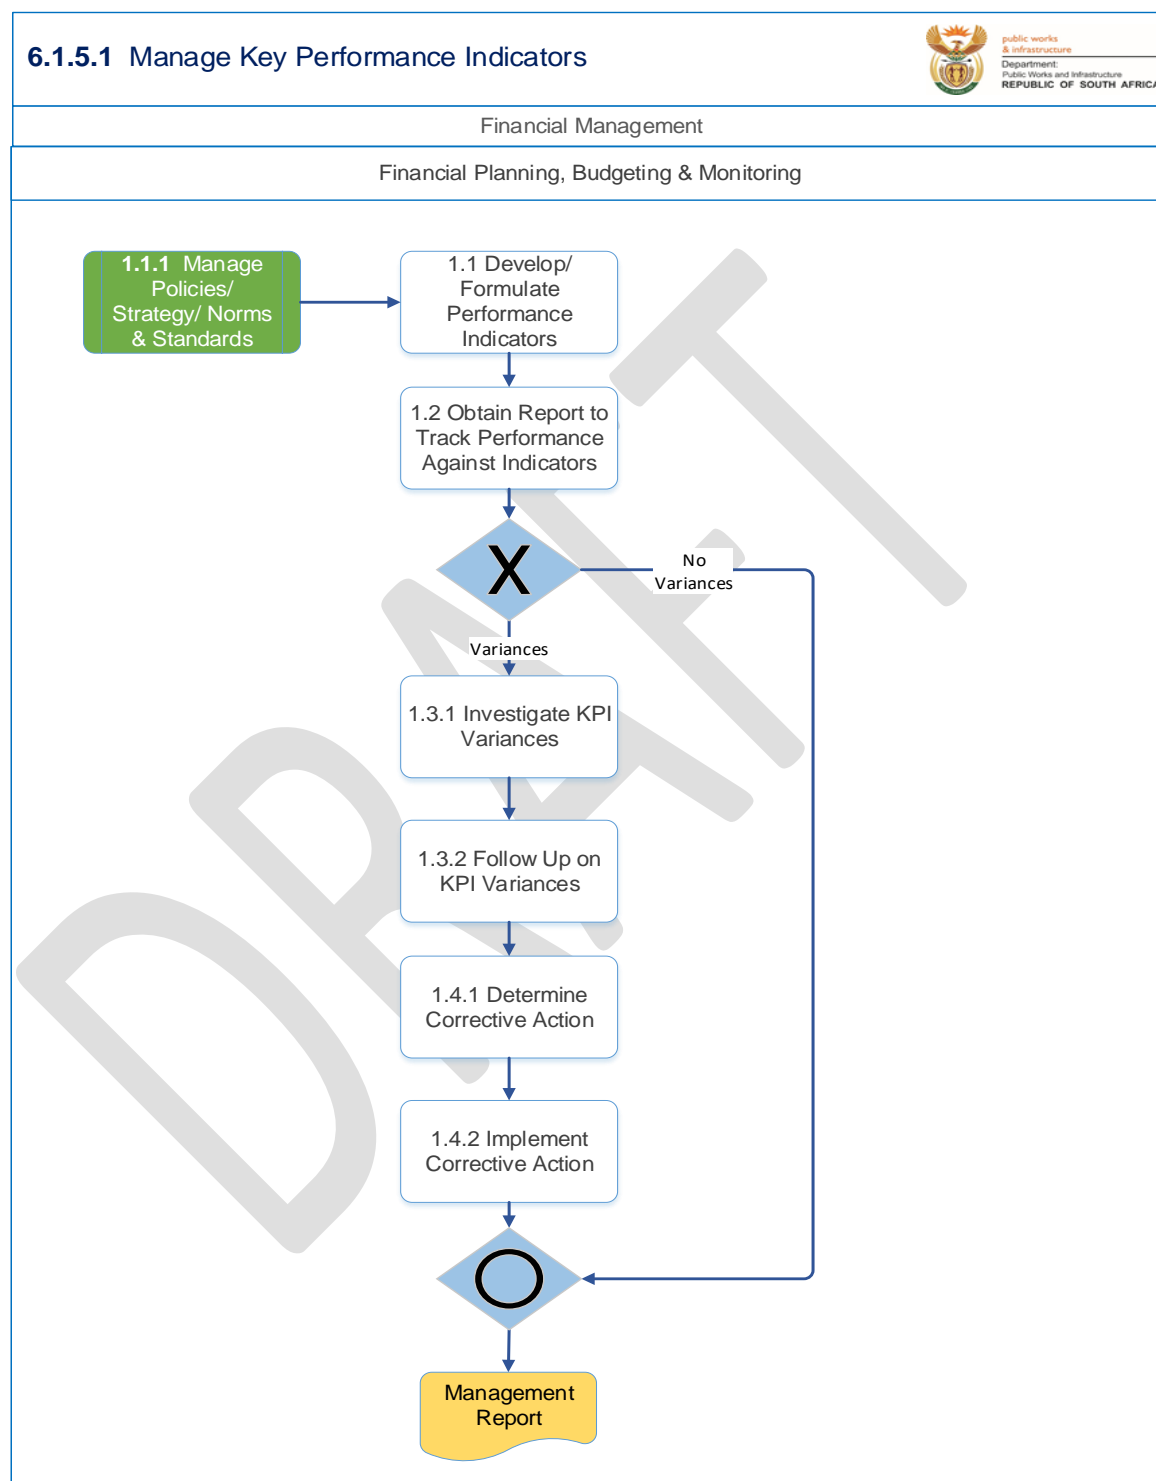 6.1.5.1 Manage Key Performance Indicators
public works
& infrastructure
Department:
Public Works and Infrastructure
REPUBLIC OF SOUTH AFRICA
Financial Management
Financial Planning, Budgeting & Monitoring
1.1.1 Manage
Policies/
Strategy/ Norms
& Standards
1.1 Develop/
Formulate
Performance
Indicators
1.2 Obtain Report to
Track Performance
Against Indicators
X
No
Variances
Variances
1.3.1 Investigate KPI
Variances
1.3.2 Follow Up on
KPI Variances
1.4.1 Determine
Corrective Action
1.4.2 Implement
Corrective Action
Management
Report
DRAFT